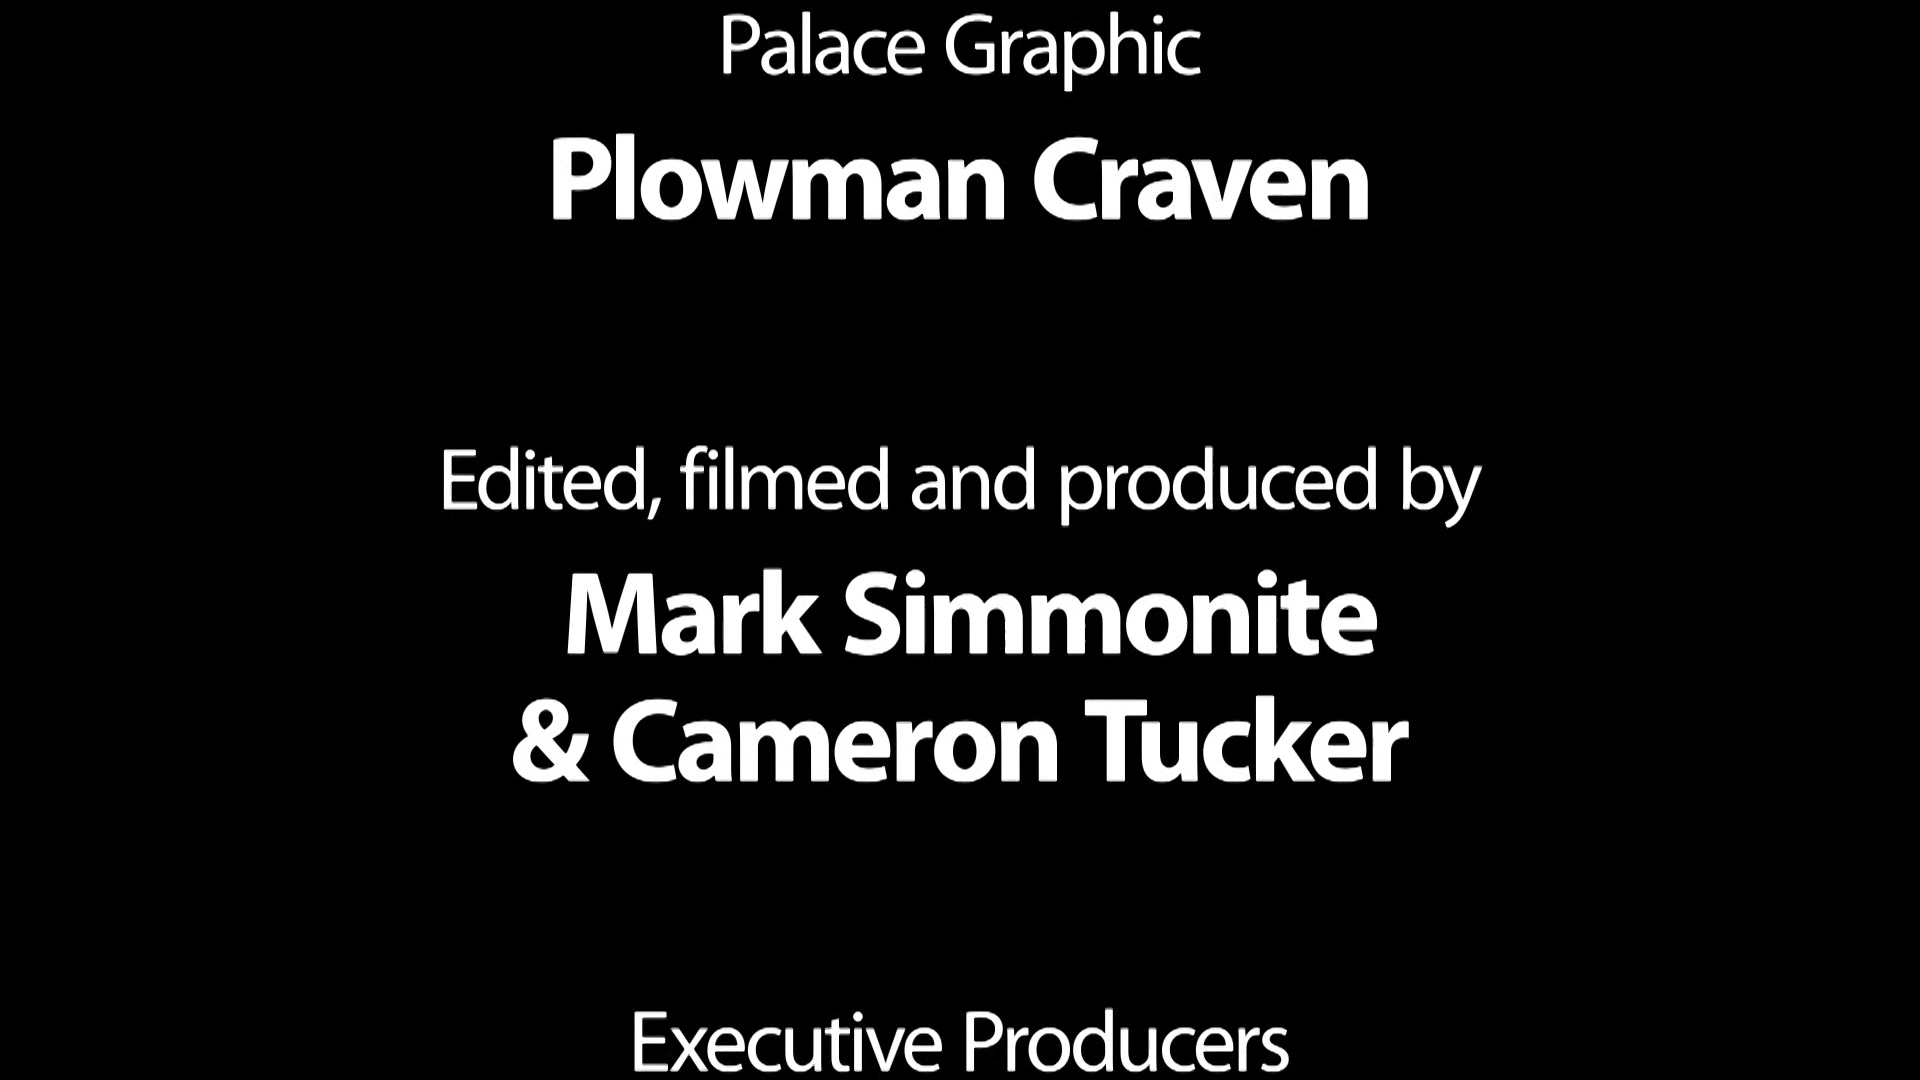 Palace Graphic
Plowman Craven
Edited, filmed and produced by
Mark Simmonite
& Cameron Tucker
Executive Producers